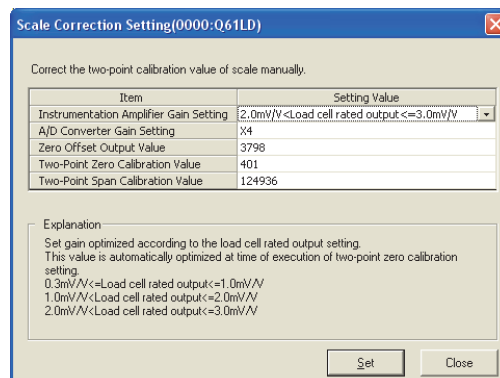 Scale Correction Setting(0000:Q61LD)
Correct the two-point calibration value of scale manually.
Item Setting Value
Instrumentation Amplifier Gain Setting 2.0mV/V<Load cell rated output<=3.0mV/V
A/D Converter Gain Setting X4
Zero Offset Output Value 3798
Two-Point Zero Calibration Value 401
Two-Point Span Calibration Value 124936
Explanation
Set gain optimized according to the load cell rated output setting.
This value is automatically optimized at time of execution of two-point zero calibration
setting.
0.3mV/V<=Load cell rated output<=1.0mV/V
1.0mV/V<Load cell rated output<=2.0mV/V
2.0mV/V<Load cell rated output<=3.0mV/V
Set Close